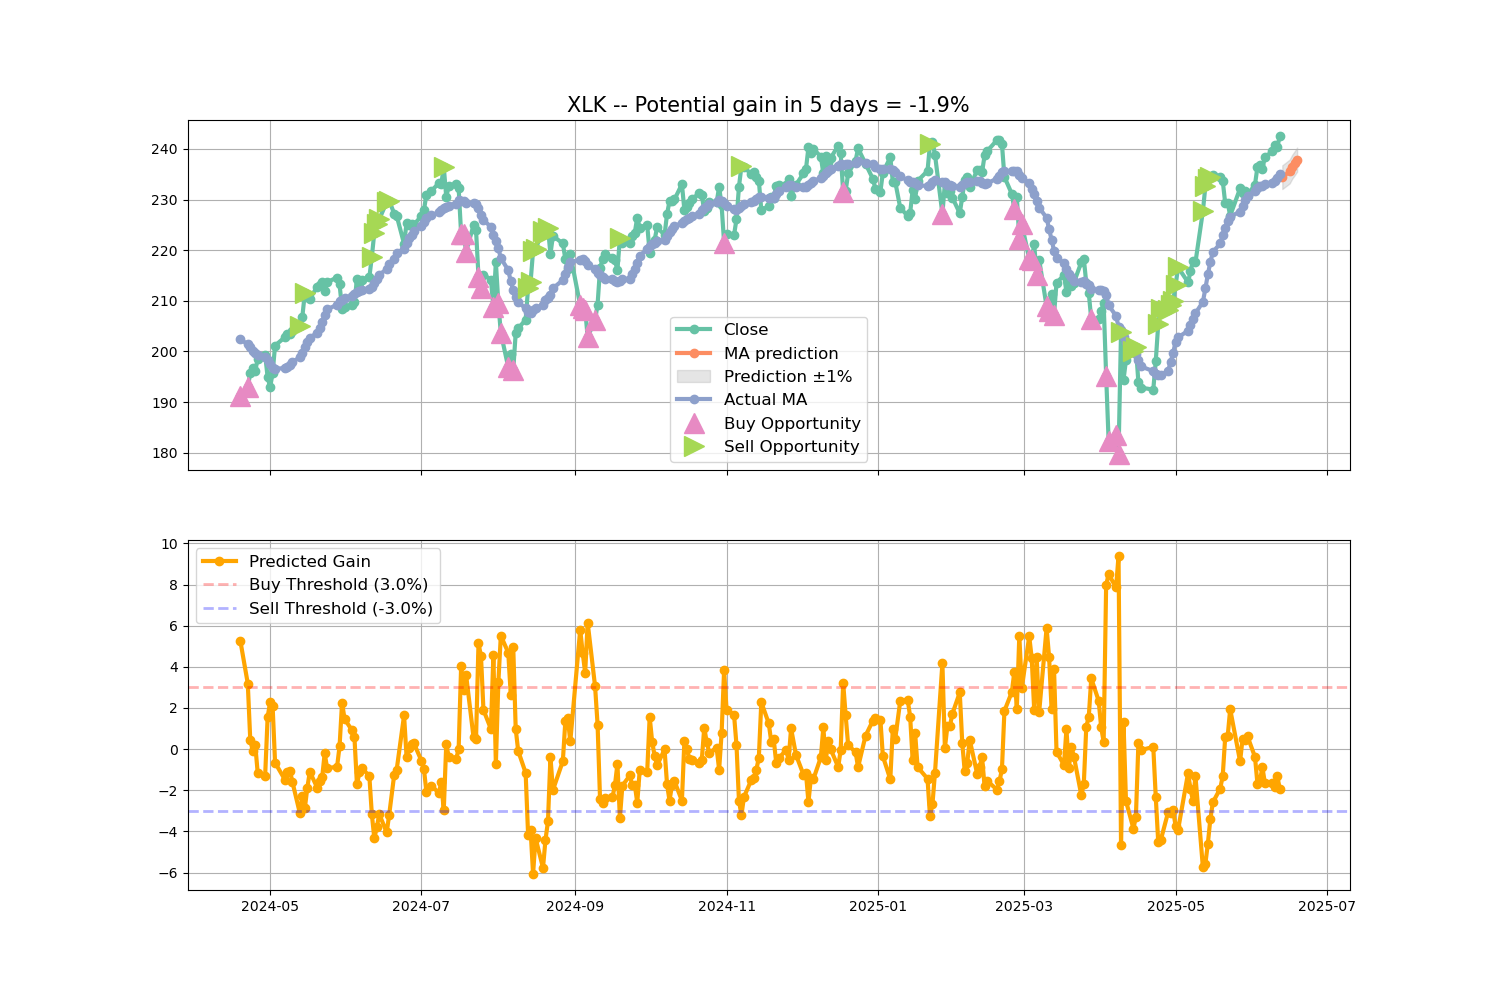 XLK -- Potential gain in 5 days = -1.9%
240
230
220
210
200
190
180
Close
MA prediction
Prediction ±1%
Actual MA
Buy Opportunity
Sell Opportunity
10
8
6
4
2
0
−2
−4
−6
Predicted Gain
Buy Threshold (3.0%)
Sell Threshold (-3.0%)
2024-05
2024-07
2024-09
2024-11
2025-01
2025-03
2025-05
2025-07